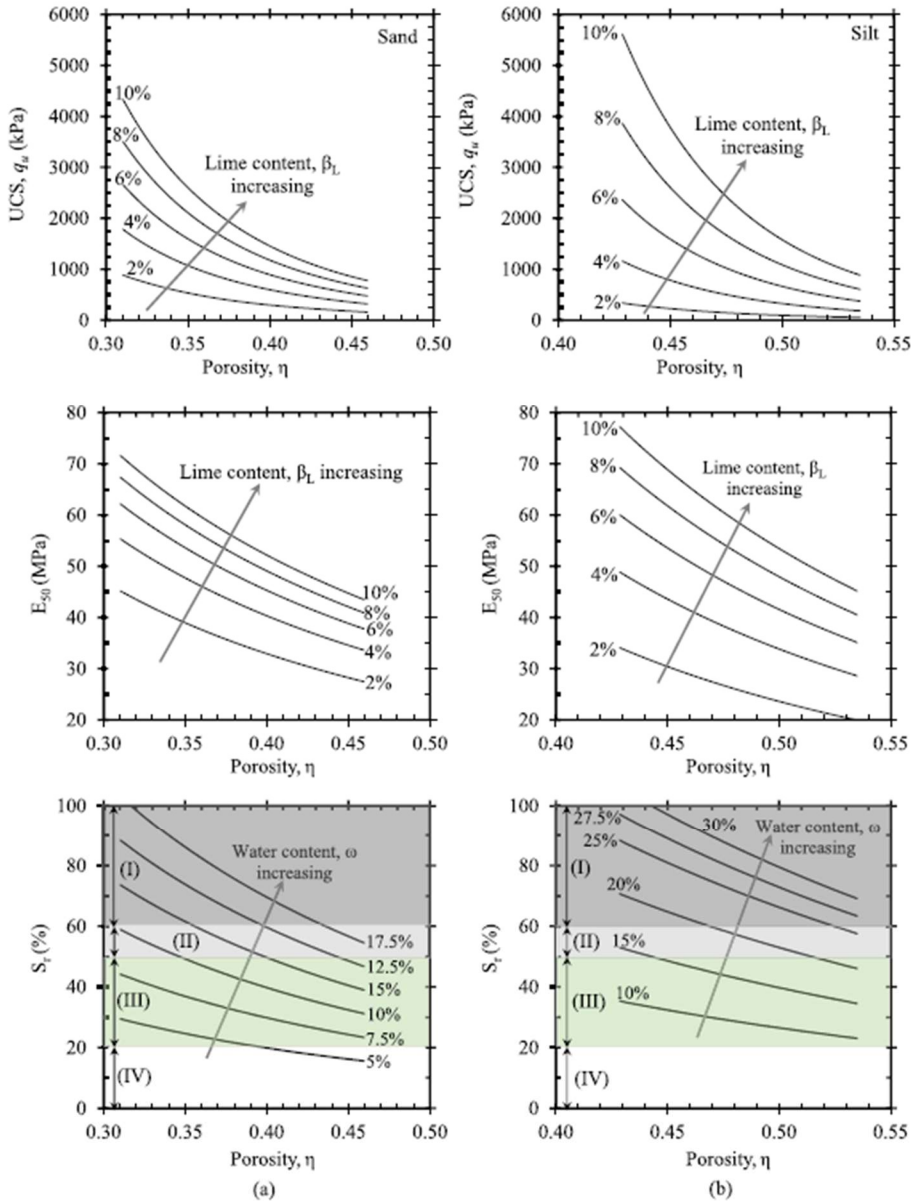 6000
5000
4000
3000
2000
1000
0
UCS, qu (kPa)
Sand
10%
8%
6%
4%
2%
Lime content, βL
increasing
0.30
0.35
0.40
0.45
0.50
Porosity, η
6000
5000
4000
3000
2000
1000
0
UCS, qu (kPa)
Silt
10%
8%
6%
4%
2%
Lime content, βL
increasing
0.40
0.45
0.50
0.55
Porosity, η
80
70
60
50
40
30
20
E50 (MPa)
Lime content, βL increasing
10%
8%
6%
4%
2%
0.30
0.35
0.40
0.45
0.50
Porosity, η
80
70
60
50
40
30
20
E50 (MPa)
10%
8%
6%
4%
2%
Lime content, βL
increasing
0.40
0.45
0.50
0.55
Porosity, η
100
80
60
40
20
0
Sr (%)
(I)
(II)
(III)
(IV)
Water content, ω
increasing
17.5%
12.5%
15%
10%
7.5%
5%
0.30
0.35
0.40
0.45
0.50
Porosity, η
(a)
100
80
60
40
20
0
Sr (%)
27.5%
30%
25%
20%
15%
10%
Water content, ω
increasing
(I)
(II)
(III)
(IV)
0.40
0.45
0.50
0.55
Porosity, η
(b)